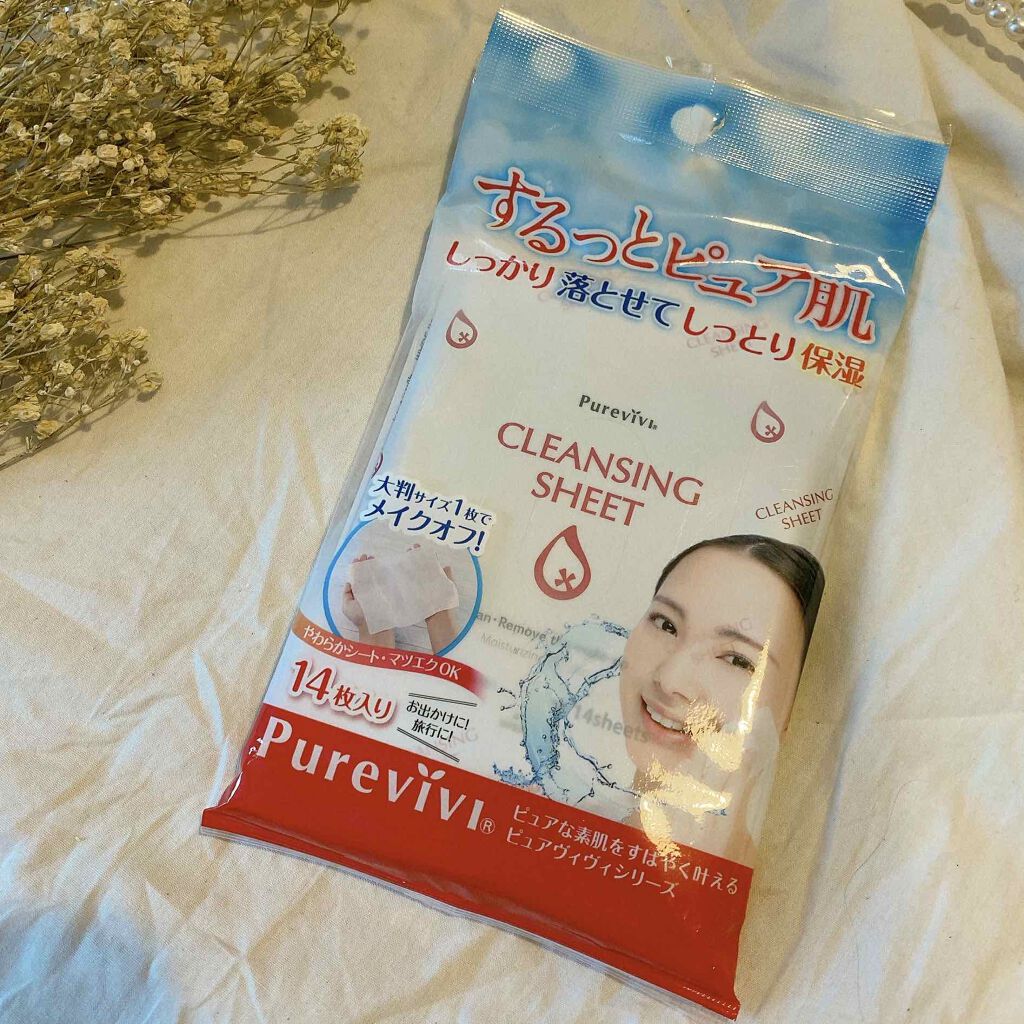 するっとピュア肌
しっかり落とせてしっとり保湿
Purevivi®
CLEANSING
SHEET
CLEANSING
SHEET
大判サイズ1枚で
メイクオフ!
やわらかシート・マツエクOK
14枚入り
お出かけに!
旅行に!
an・Remove
Moisturizing
14sheets
Purevivi®
ピュアな素肌をすばやく叶える
ピュアヴィヴィシリーズ